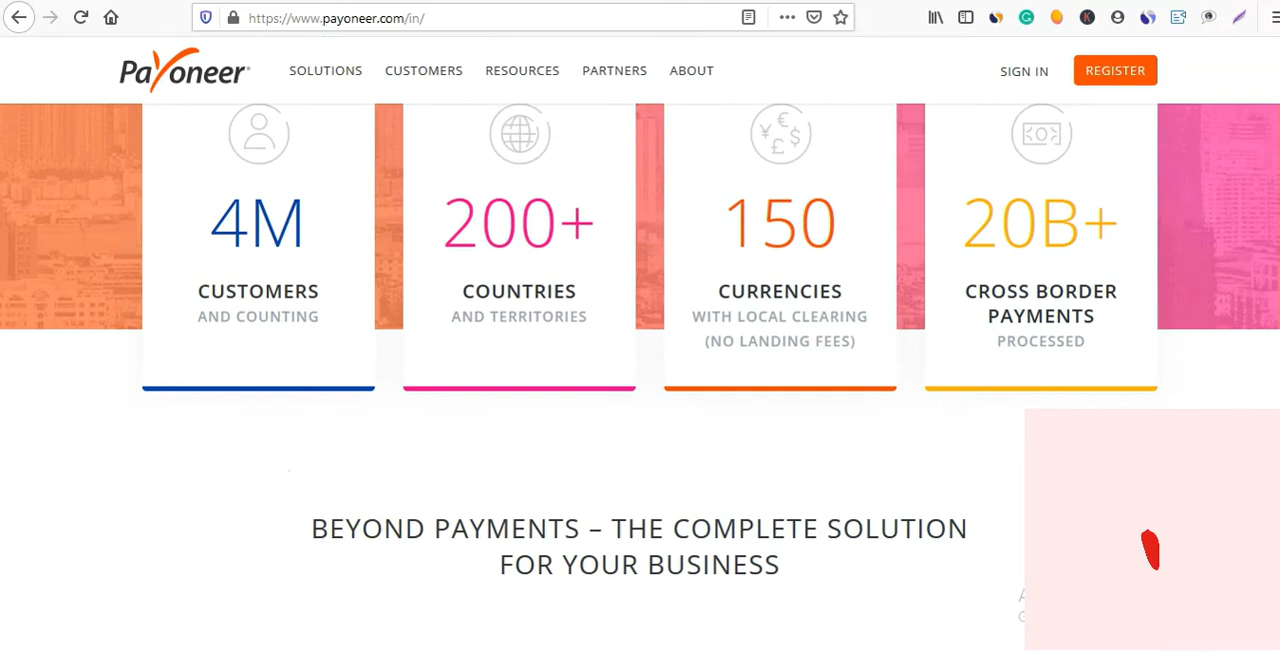 https://www.payoneer.com/in/
Payoneer
SOLUTIONS CUSTOMERS RESOURCES PARTNERS ABOUT
SIGN IN REGISTER
4M
CUSTOMERS
AND COUNTING
200+
COUNTRIES
AND TERRITORIES
150
CURRENCIES
WITH LOCAL CLEARING
(NO LANDING FEES)
20B+
CROSS BORDER
PAYMENTS
PROCESSED
BEYOND PAYMENTS – THE COMPLETE SOLUTION
FOR YOUR BUSINESS